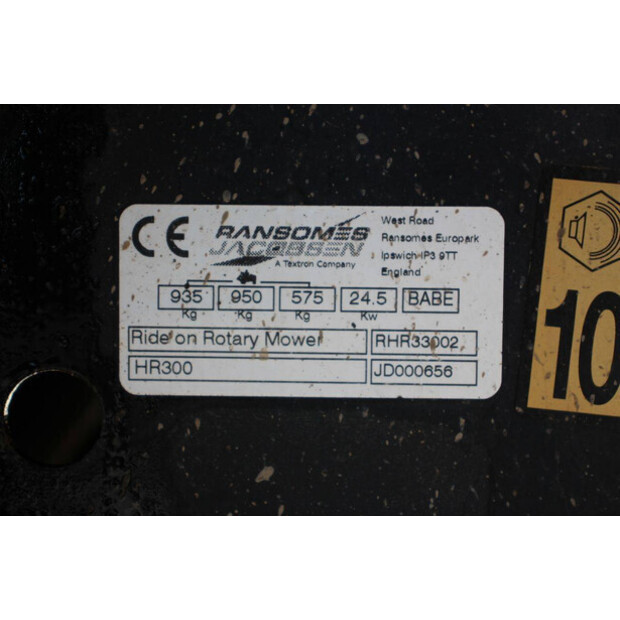 CE
RANSOMES
JACOBSEN
A Textron Company
West Road
Ransomes Europark
Ipswich IP3 9TT
England
935 950 575 24.5 BABE
Kg Kg Kg Kw
Ride on Rotary Mower RHR33002
HR300 JD000656
10